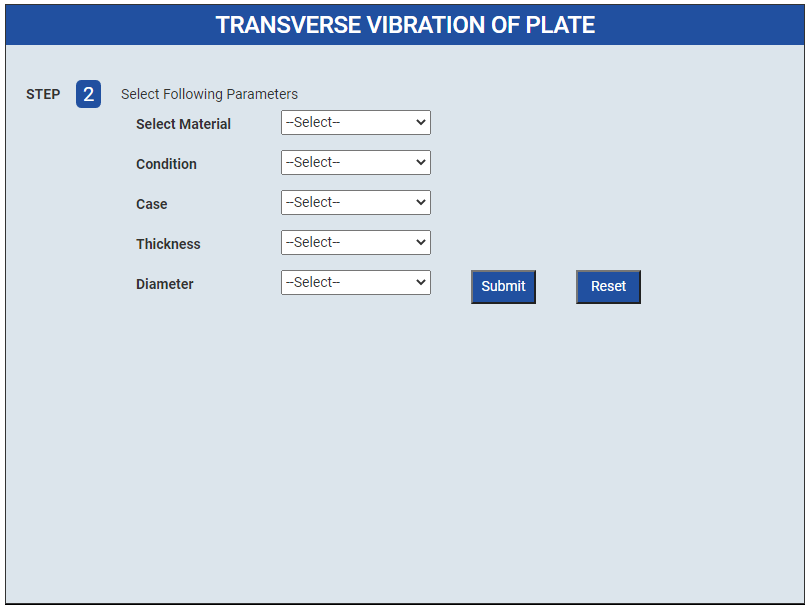 TRANSVERSE VIBRATION OF PLATE
STEP 2 Select Following Parameters
Select Material --Select--
Condition --Select--
Case --Select--
Thickness --Select--
Diameter --Select-- Submit Reset